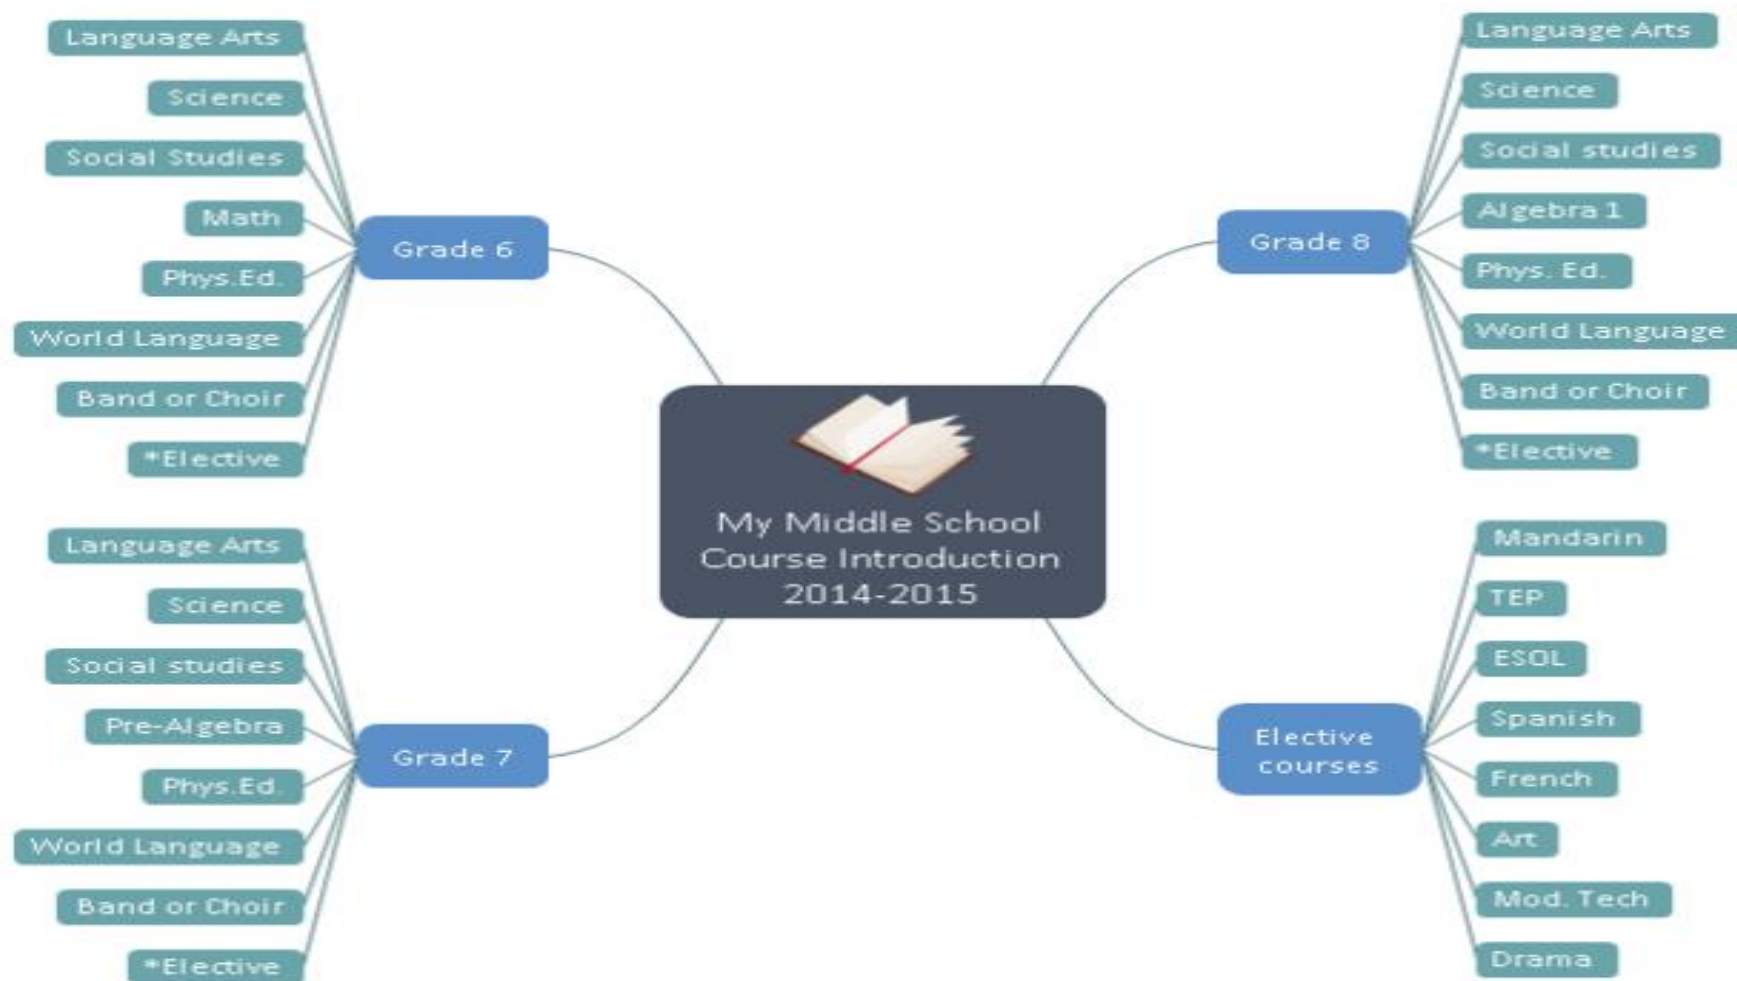 Language Arts
Science
Social Studies
Math
Phys.Ed.
World Language
Band or Choir
*Elective
Grade 6
Language Arts
Science
Social studies
Pre-Algebra
Phys.Ed.
World Language
Band or Choir
*Elective
Grade 7
My Middle School
Course Introduction
2014-2015
Grade 8
Language Arts
Science
Social studies
Algebra 1
Phys. Ed.
World Language
Band or Choir
*Elective
Elective
courses
Mandarin
TEP
ESOL
Spanish
French
Art
Mod. Tech
Drama